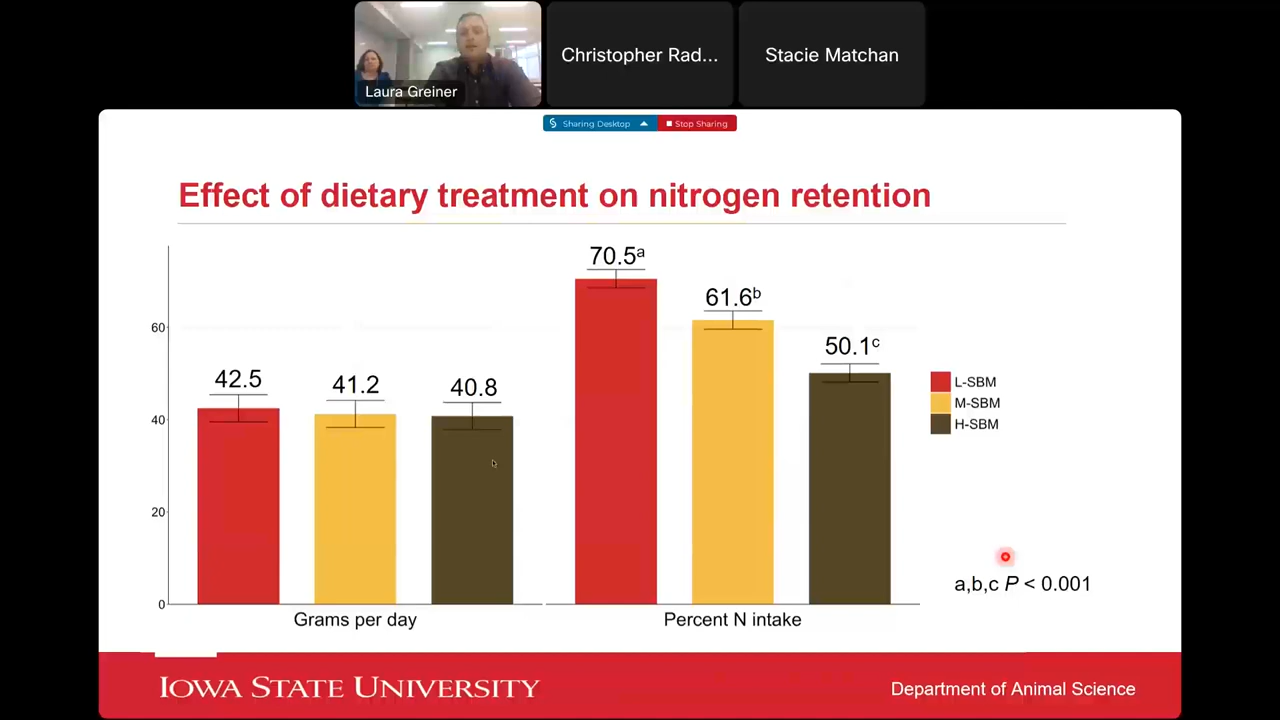 Christopher Rad...
Stacie Matchan
Laura Greiner
Sharing Desktop
Stop Sharing
Effect of dietary treatment on nitrogen retention
70.5ᵃ
61.6ᵇ
50.1ᶜ
42.5
41.2
40.8
60
40
20
0
L-SBM
M-SBM
H-SBM
a,b,c P < 0.001
Grams per day
Percent N intake
IOWA STATE UNIVERSITY
Department of Animal Science